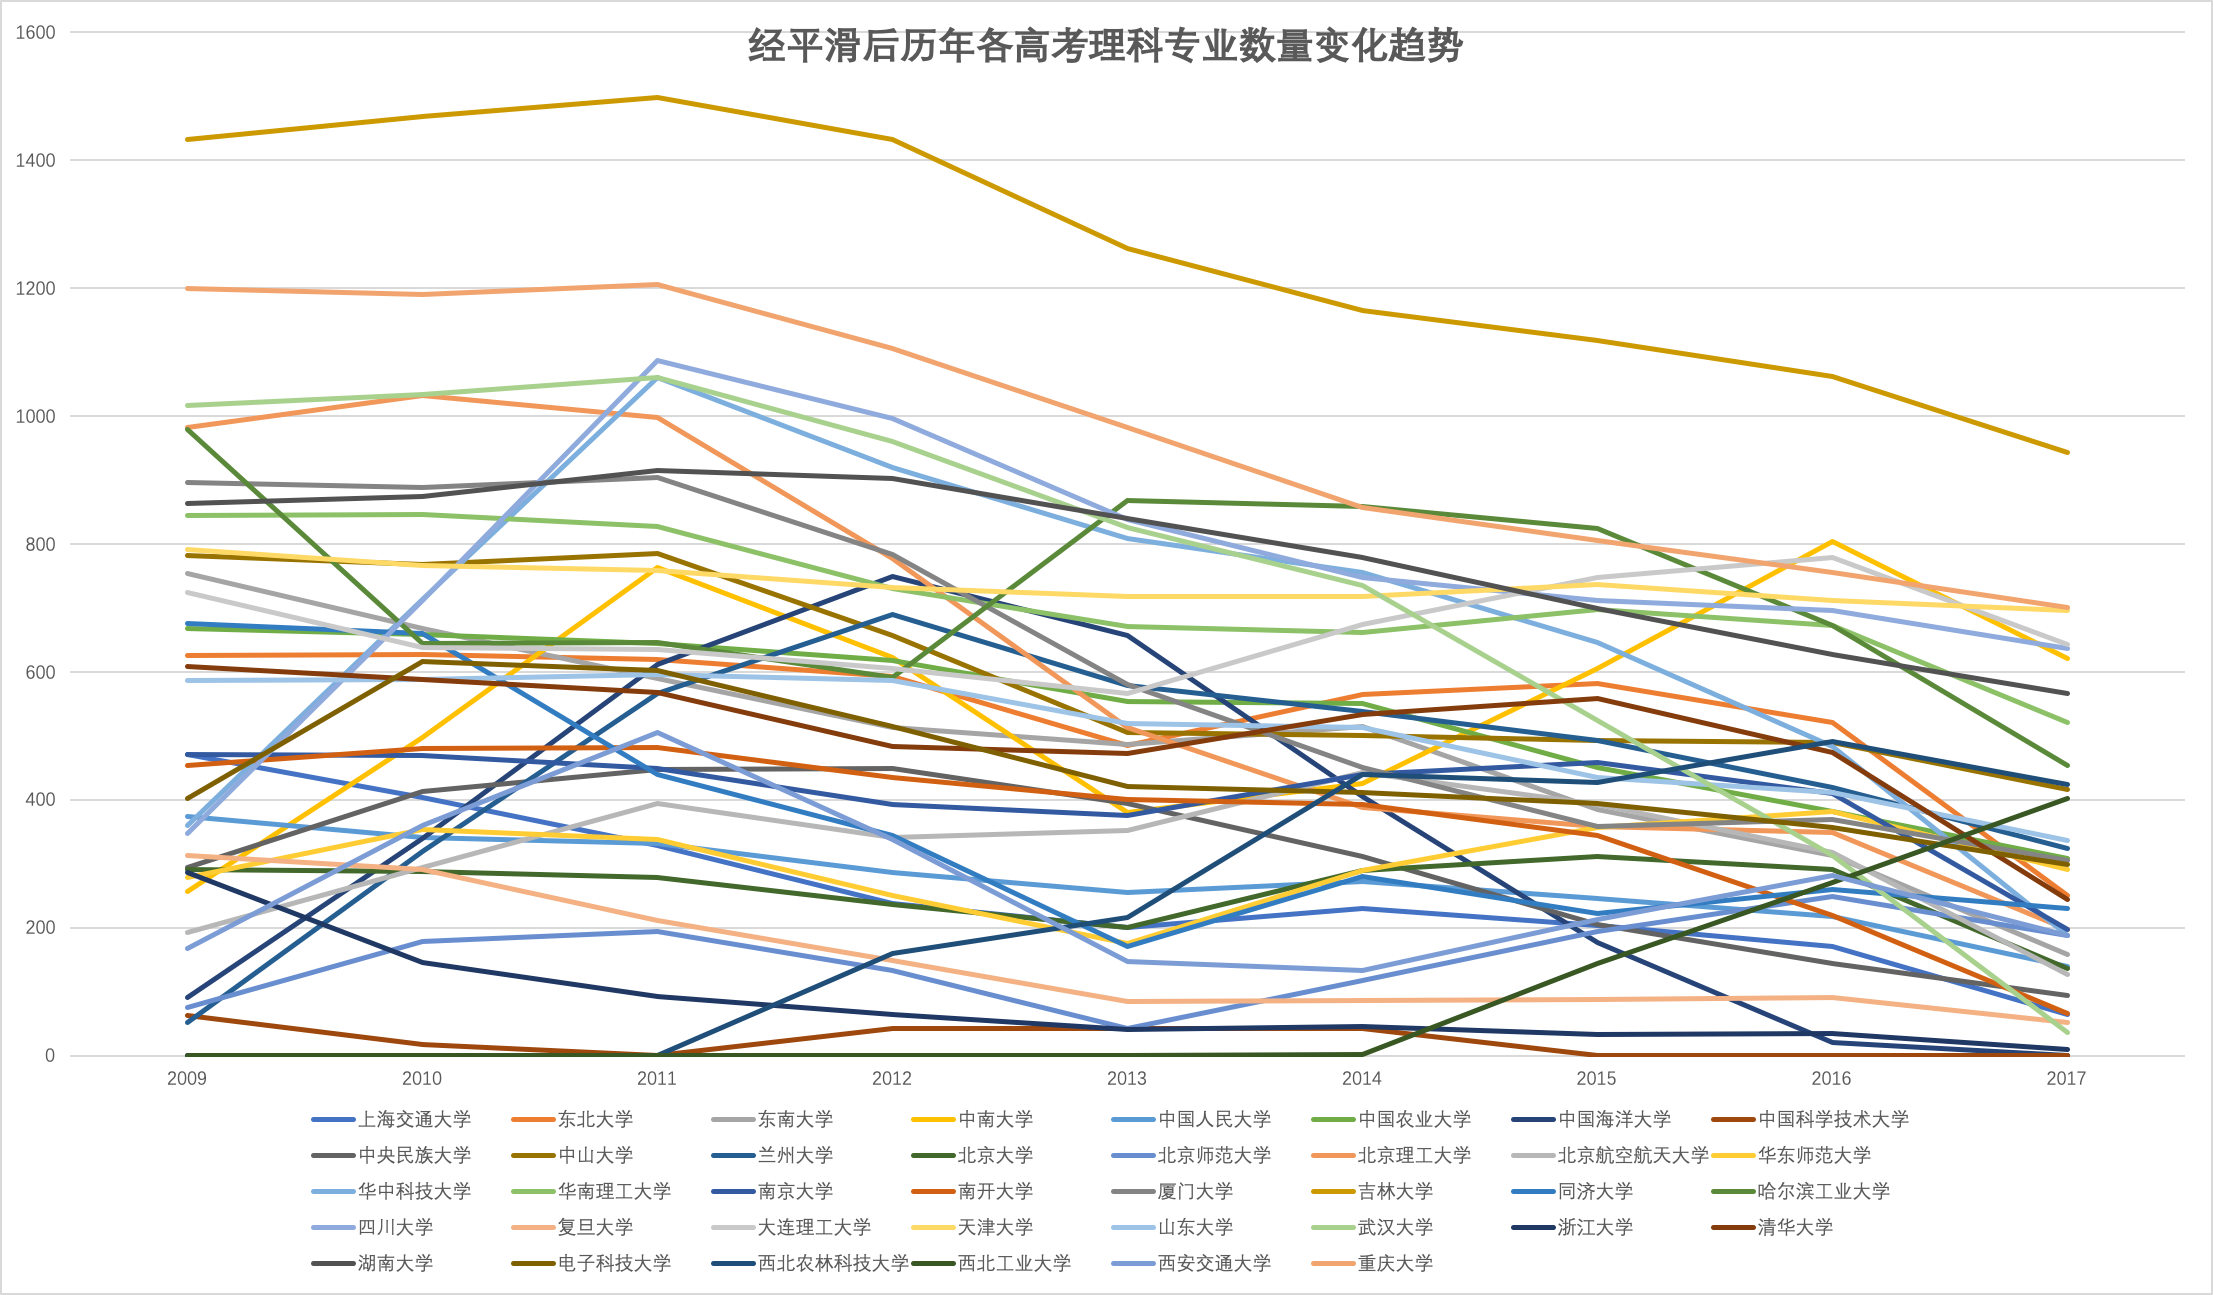 经平滑后历年各高考理科专业数量变化趋势
1600
1400
1200
1000
800
600
400
200
0
2009 2010 2011 2012 2013 2014 2015 2016 2017
上海交通大学 东北大学 东南大学 中南大学 中国人民大学 中国农业大学 中国海洋大学 中国科学技术大学
中央民族大学 中山大学 兰州大学 北京大学 北京师范大学 北京理工大学 北京航空航天大学 华东师范大学
华中科技大学 华南理工大学 南京大学 南开大学 厦门大学 吉林大学 同济大学 哈尔滨工业大学
四川大学 复旦大学 大连理工大学 天津大学 山东大学 武汉大学 浙江大学 清华大学
湖南大学 电子科技大学 西北农林科技大学 西北工业大学 西安交通大学 重庆大学